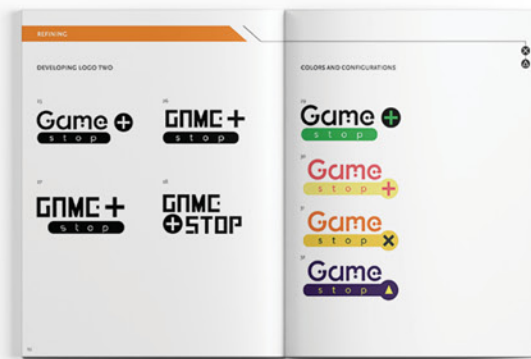 REFINING
DEVELOPING LOGO TWO
Game +
stop
GAME +
stop
GAME +
stop
GAME
+STOP
COLORS AND CONFIGURATIONS
Game +
stop
Game
stop +
Game
stop ×
Game
stop